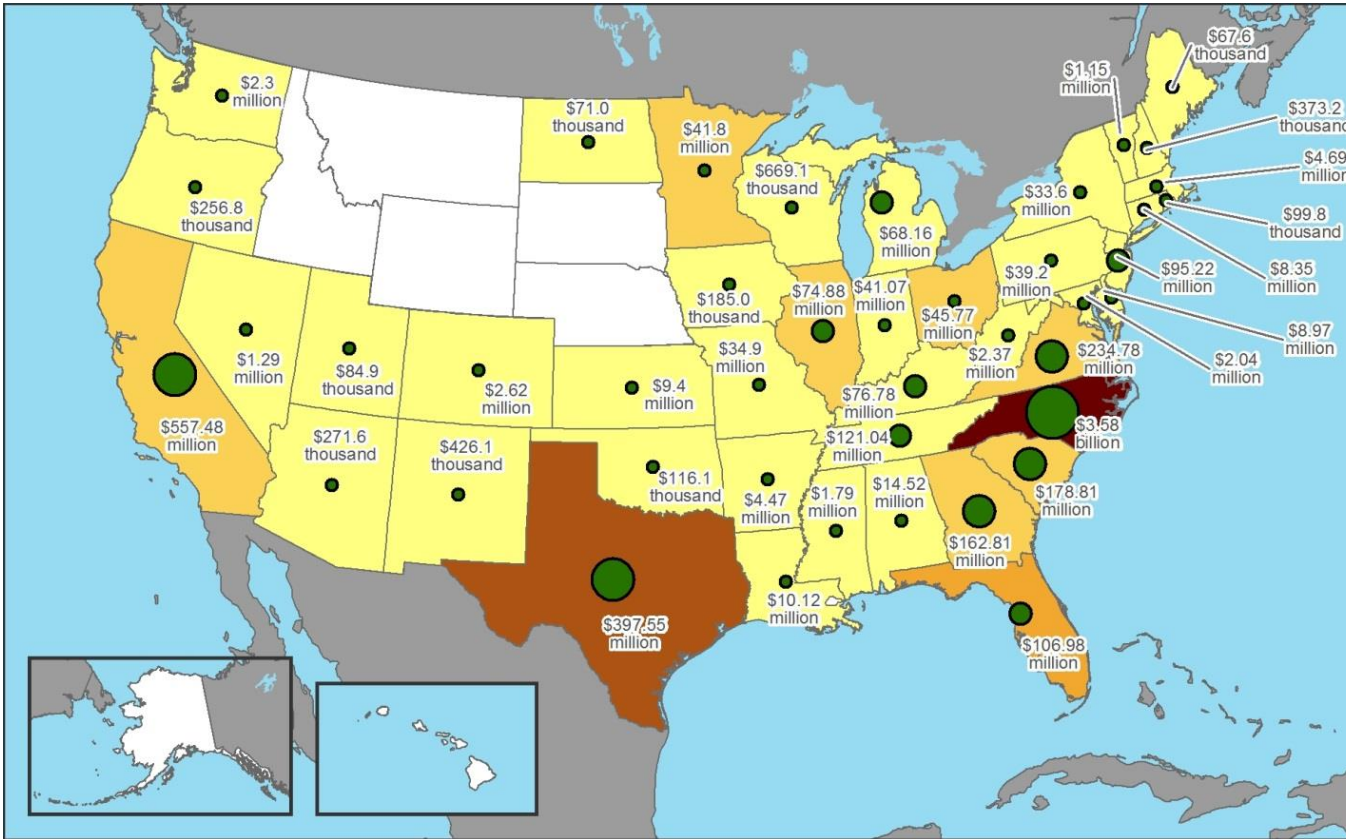 $67.6
thousand
$1.15
million
$2.3
million
$71.0
thousand
$41.8
million
$373.2
thousand
$669.1
thousand
$4.69
million
$33.6
million
$256.8
thousand
$99.8
thousand
$68.16
million
$39.2
million
$95.22
million
$8.35
million
$185.0
thousand
$74.88
million
$41.07
million
$45.77
million
$8.97
million
$2.37
million
$234.78
million
$2.04
million
$1.29
million
$84.9
thousand
$2.62
million
$9.4
million
$34.9
million
$76.78
million
$557.48
million
$271.6
thousand
$426.1
thousand
$121.04
million
$3.58
billion
$116.1
thousand
$4.47
million
$1.79
million
$14.52
million
$178.81
million
$162.81
million
$10.12
million
$397.55
million
$106.98
million